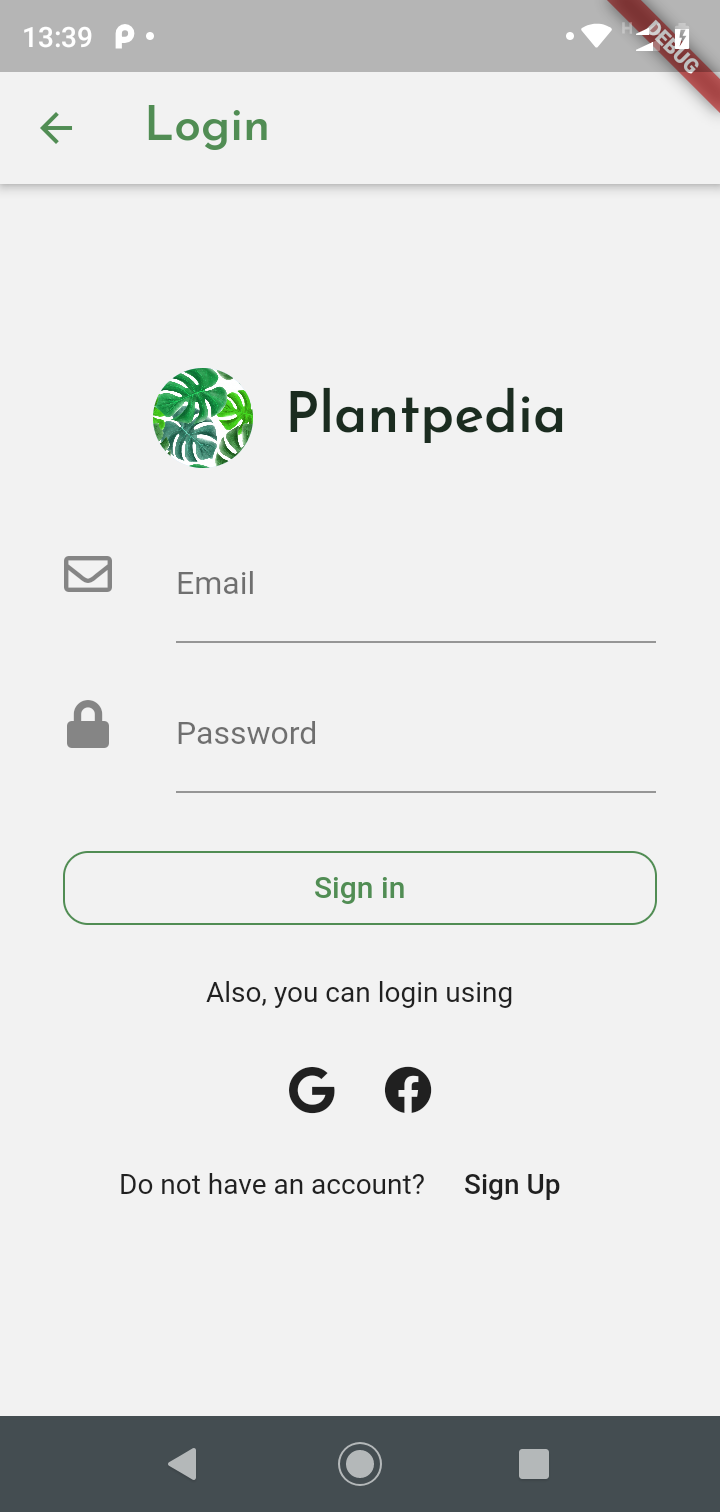 13:39
H
DEBUG
Login
Plantpedia
Email
Password
Sign in
Also, you can login using
Do not have an account? Sign Up